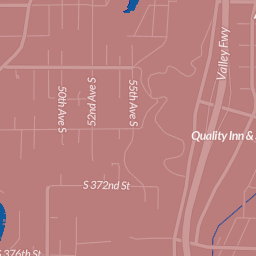 Valley Fwy
50th Ave S
52nd Ave S
55th Ave S
Quality Inn &
S 372nd St
S 376th St